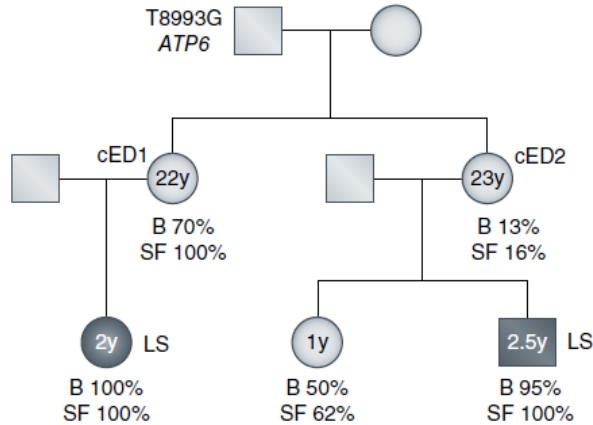 T8993G
ATP6
cED1
22y
cED2
23y
B 70%
SF 100%
B 13%
SF 16%
2y
LS
1y
2.5y
LS
B 100%
SF 100%
B 50%
SF 62%
B 95%
SF 100%